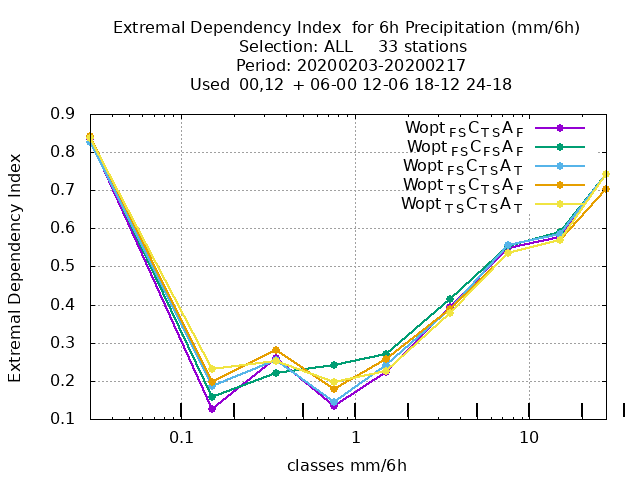 Extremal Dependency Index  for 6h Precipitation (mm/6h)
Selection: ALL     33 stations
Period: 20200203-20200217
Used  00,12  + 06-00 12-06 18-12 24-18
Wopt FS C TS A F
Wopt FS C FS A F
Wopt FS C TS A T
Wopt TS C TS A F
Wopt TS C TS A T
Extremal Dependency Index
0.9
0.8
0.7
0.6
0.5
0.4
0.3
0.2
0.1
0.1 1 10
classes mm/6h